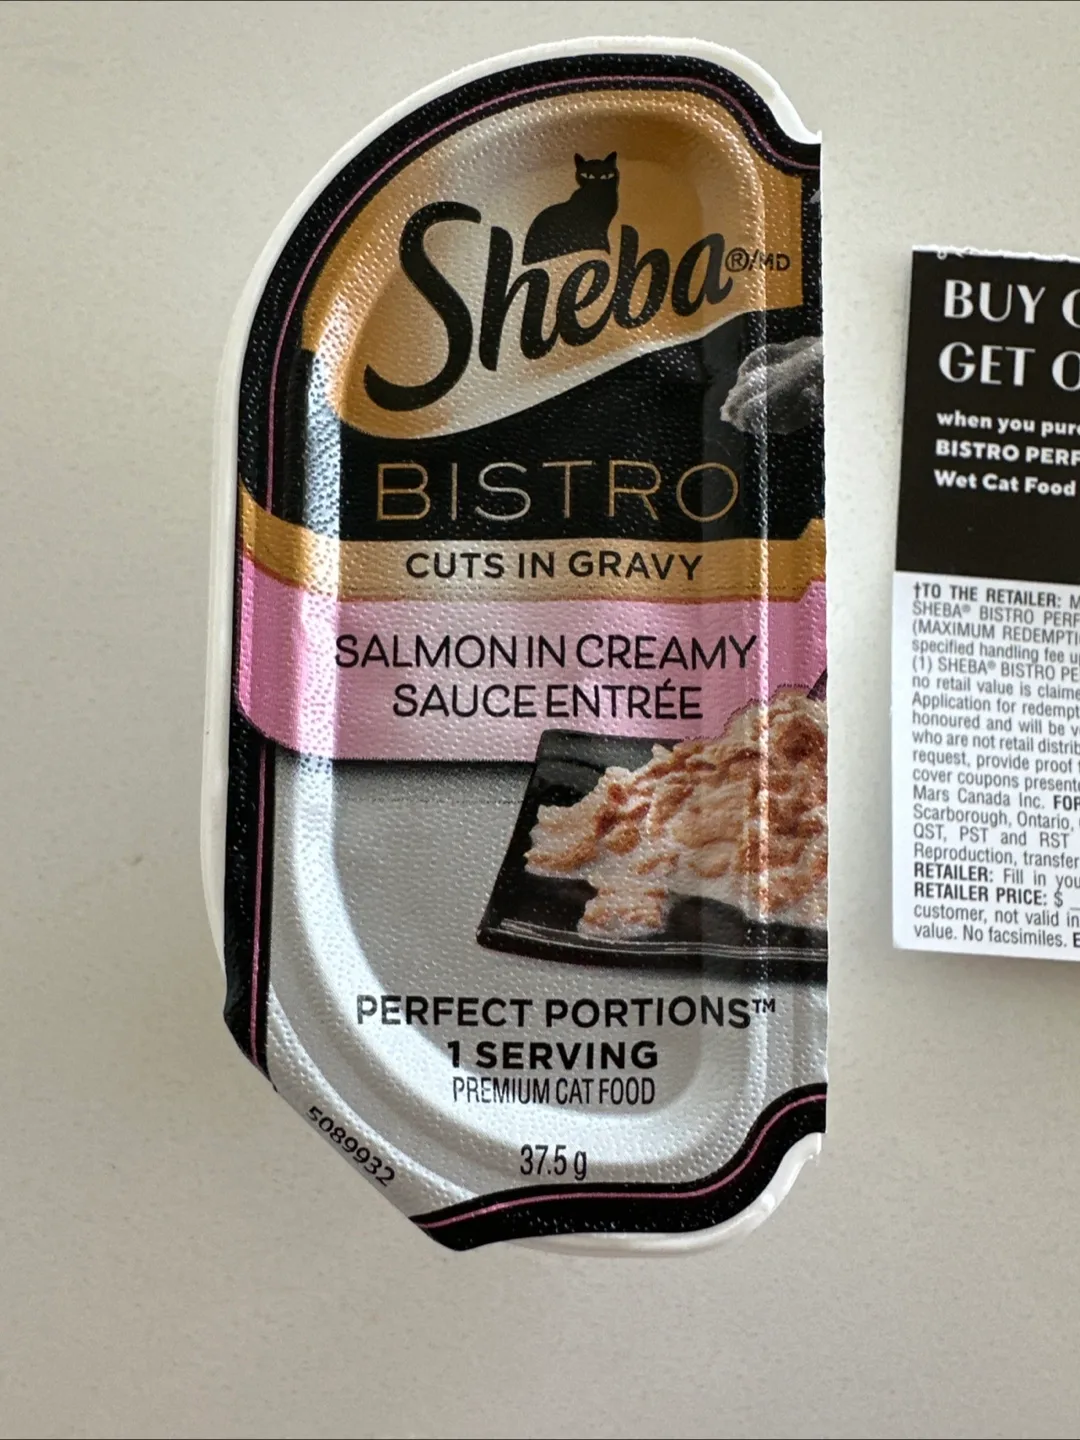 Sheba®/MD
BISTRO
CUTS IN GRAVY
SALMON IN CREAMY
SAUCE ENTRÉE
PERFECT PORTIONS™
1 SERVING
PREMIUM CAT FOOD
37.5 g
5089932
BUY
GET
when you
BISTRO
Wet Cat Food
†TO THE RETAILER:
SHEBA® BISTRO
(MAXIMUM
specified handling fee
(1) SHEBA® BISTRO
no retail value is
Application for
honoured and will be
who are not retail
request, provide proof
cover coupons
Mars Canada Inc.
Scarborough, Ontario,
QST, PST and RST
Reproduction,
RETAILER: Fill in
RETAILER PRICE: $
customer, not valid in
value. No facsimiles.